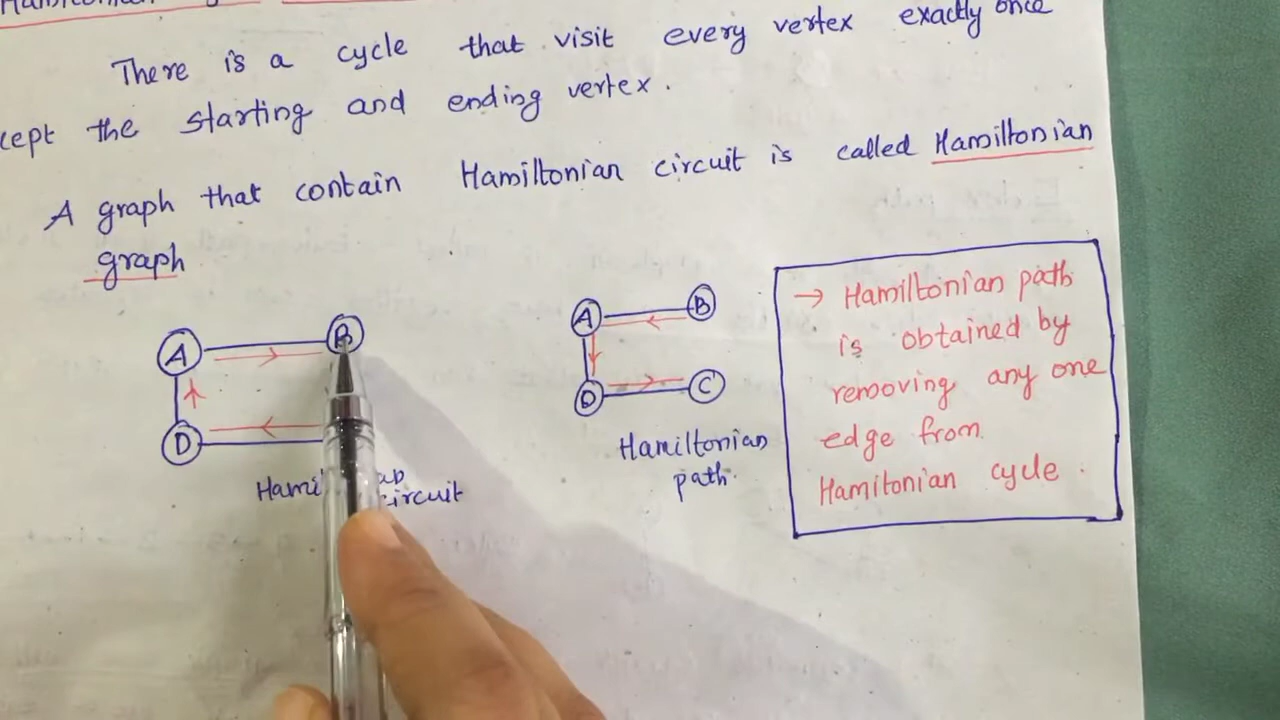 There is a cycle that visit every vertex exactly once
cept the starting and ending vertex.
A graph that contain Hamiltonian circuit is called Hamiltonian
graph
A B
D
circuit
A B
D C
Hamiltonian
path.
→ Hamiltonian path
is obtained by
removing any one
edge from
Hamitonian cycle.